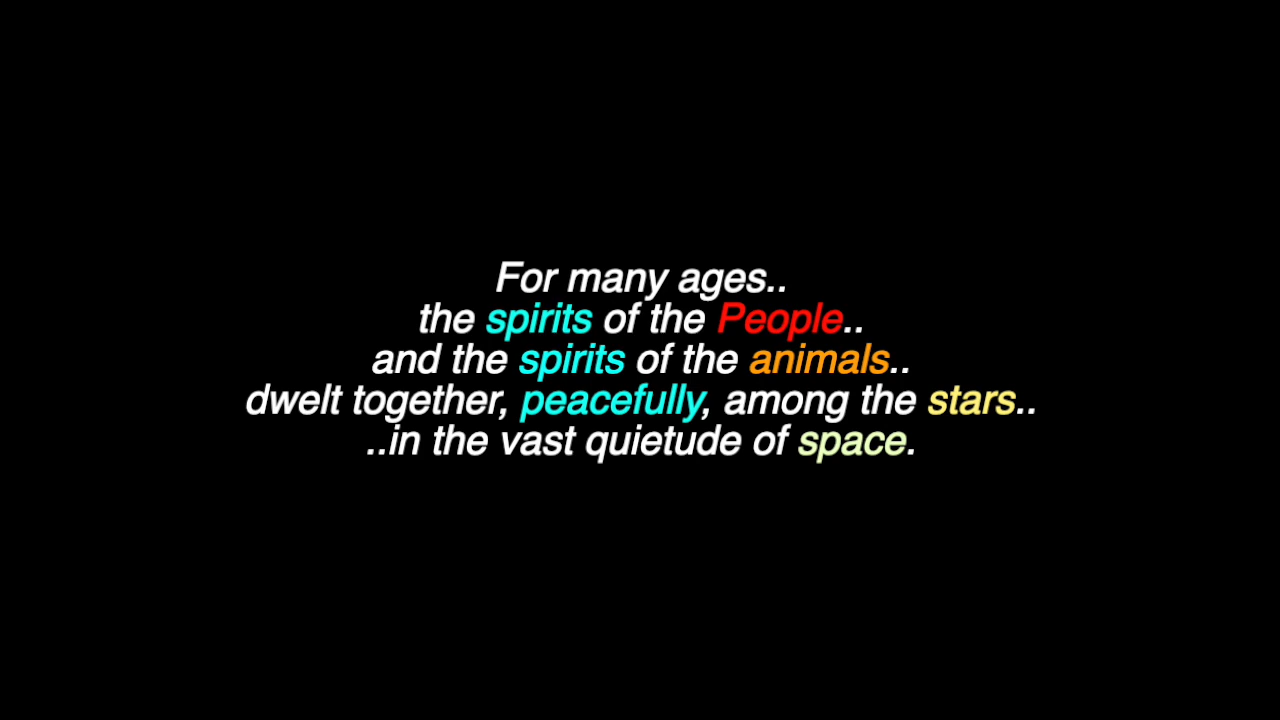 For many ages..
the spirits of the People..
and the spirits of the animals..
dwelt together, peacefully, among the stars..
..in the vast quietude of space.